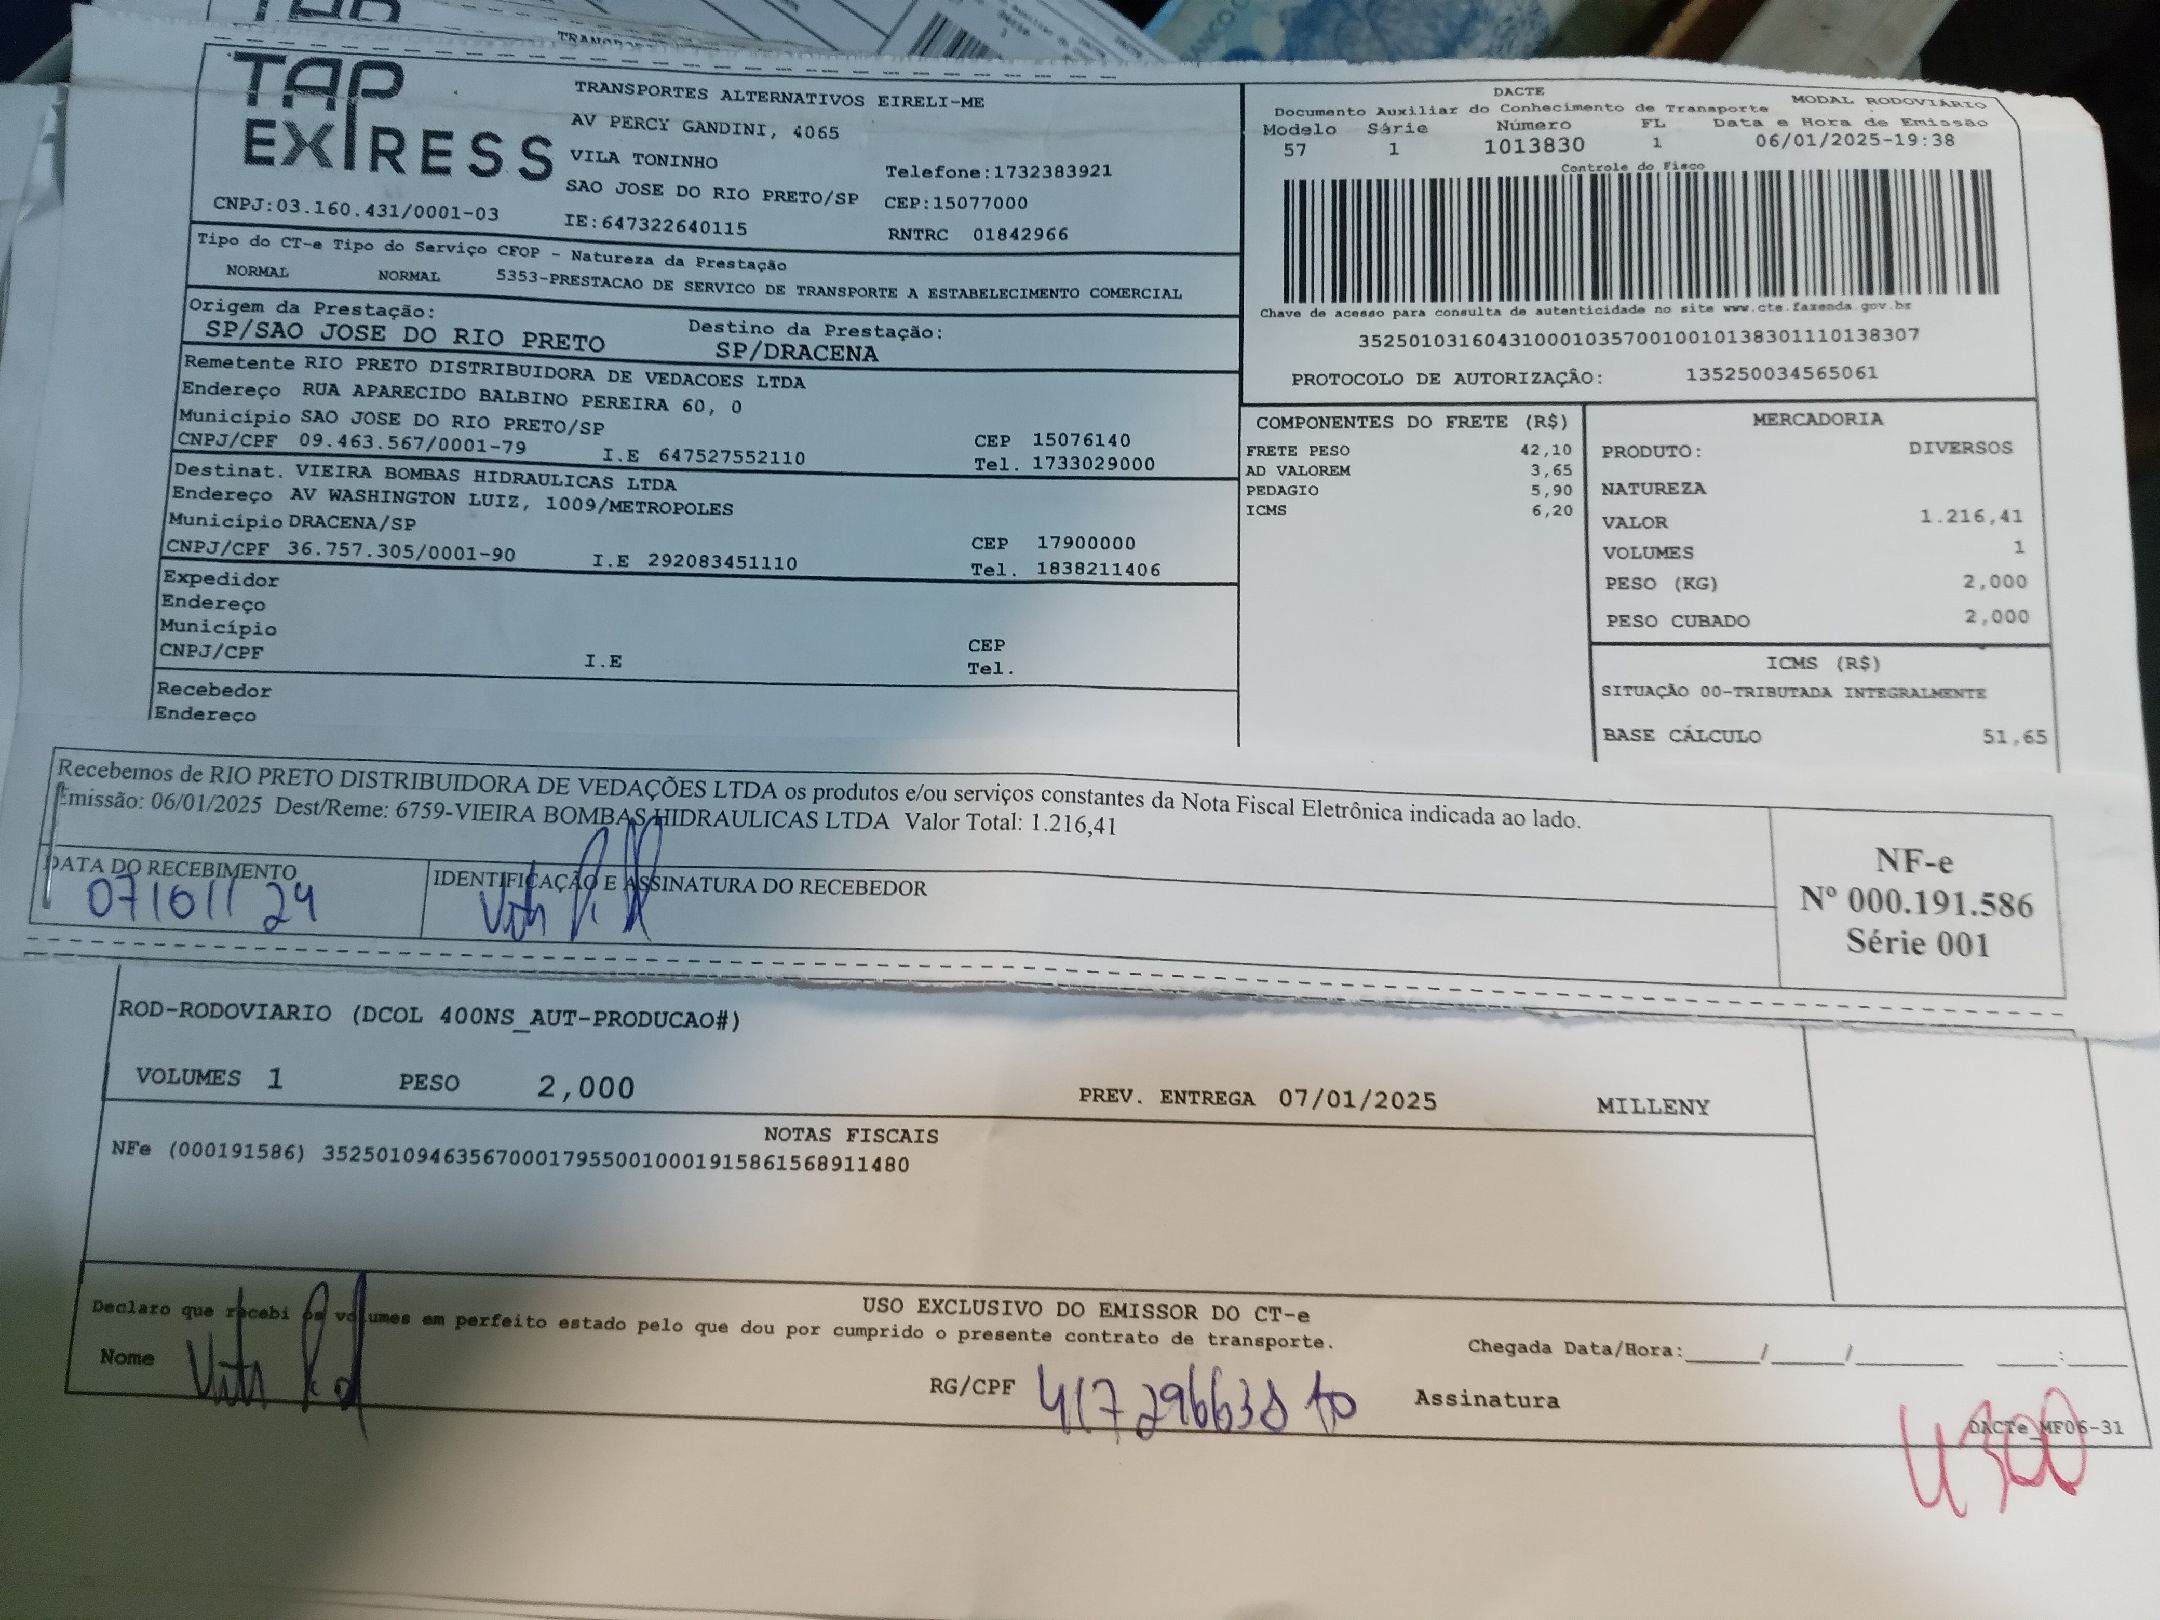 TAP EXPRESS
TRANSPORTES ALTERNATIVOS EIRELI-ME
AV PERCY GANDINI, 4065
VILA TONINHO Telefone:1732383921
SAO JOSE DO RIO PRETO/SP CEP:15077000
CNPJ:03.160.431/0001-03 IE:647322640115 RNTRC 01842966
DACTE
Documento Auxiliar do Conhecimento de Transporte MODAL RODOVIÁRIO
Modelo Série Número FL Data e Hora de Emissão
57 1 1013830 1 06/01/2025-19:38
Controle do Fisco
Chave de acesso para consulta de autenticidade no site www.cte.fazenda.gov.br
35250103160431000103570010010138301110138307
PROTOCOLO DE AUTORIZAÇÃO: 135250034565061
Tipo do CT-e Tipo do Serviço CFOP - Natureza da Prestação
NORMAL NORMAL 5353-PRESTACAO DE SERVICO DE TRANSPORTE A ESTABELECIMENTO COMERCIAL
Origem da Prestação: Destino da Prestação:
SP/SAO JOSE DO RIO PRETO SP/DRACENA
Remetente RIO PRETO DISTRIBUIDORA DE VEDACOES LTDA
Endereço RUA APARECIDO BALBINO PEREIRA 60, 0
Município SAO JOSE DO RIO PRETO/SP CEP 15076140
CNPJ/CPF 09.463.567/0001-79 I.E 647527552110 Tel. 1733029000
Destinat. VIEIRA BOMBAS HIDRAULICAS LTDA
Endereço AV WASHINGTON LUIZ, 1009/METROPOLES
Município DRACENA/SP CEP 17900000
CNPJ/CPF 36.757.305/0001-90 I.E 292083451110 Tel. 1838211406
Expedidor
Endereço
Município CEP
CNPJ/CPF I.E Tel.
Recebedor
Endereço
COMPONENTES DO FRETE (R$)
FRETE PESO 42,10
AD VALOREM 3,65
PEDAGIO 5,90
ICMS 6,20
MERCADORIA
PRODUTO: DIVERSOS
NATUREZA
VALOR 1.216,41
VOLUMES 1
PESO (KG) 2,000
PESO CUBADO 2,000
ICMS (R$)
SITUAÇÃO 00-TRIBUTADA INTEGRALMENTE
BASE CÁLCULO 51,65
Recebemos de RIO PRETO DISTRIBUIDORA DE VEDAÇÕES LTDA os produtos e/ou serviços constantes da Nota Fiscal Eletrônica indicada ao lado.
Emissão: 06/01/2025 Dest/Reme: 6759-VIEIRA BOMBAS HIDRAULICAS LTDA Valor Total: 1.216,41
DATA DO RECEBIMENTO IDENTIFICAÇÃO E ASSINATURA DO RECEBEDOR
07/01/24
NF-e
Nº 000.191.586
Série 001
ROD-RODOVIARIO (DCOL 400NS_AUT-PRODUCAO#)
VOLUMES 1 PESO 2,000 PREV. ENTREGA 07/01/2025 MILLENY
NOTAS FISCAIS
NFe (000191586) 35250109463567000179550010001915861568911480
USO EXCLUSIVO DO EMISSOR DO CT-e
Declaro que recebi os volumes em perfeito estado pelo que dou por cumprido o presente contrato de transporte.
Chegada Data/Hora:_____/_____/_______ ____:____
Nome RG/CPF Assinatura
DACTe_MF06-31